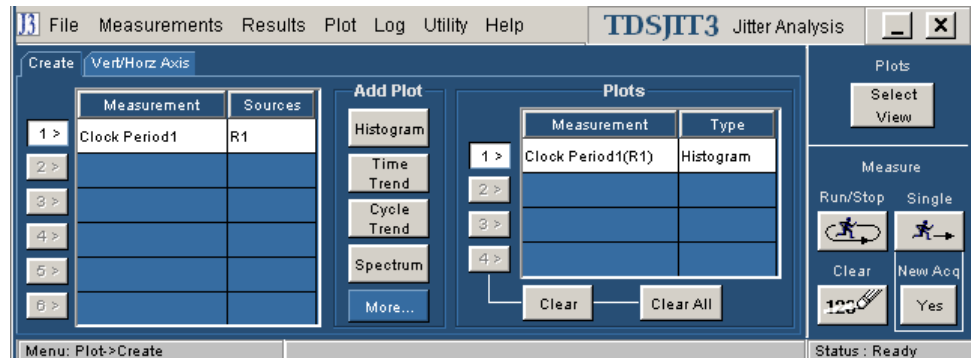 J3 File Measurements Results Plot Log Utility Help TDSJIT3 Jitter Analysis _ X
Create Vert/Horz Axis
Measurement Sources
1 > Clock Period1 R1
2 >
3 >
4 >
5 >
6 >
Add Plot
Histogram
Time
Trend
Cycle
Trend
Spectrum
More...
Plots
Measurement Type
1 > Clock Period1(R1) Histogram
2 >
3 >
4 >
Clear Clear All
Plots
Select
View
Measure
Run/Stop Single
Clear New Acq
123 Yes
Menu: Plot->Create
Status : Ready